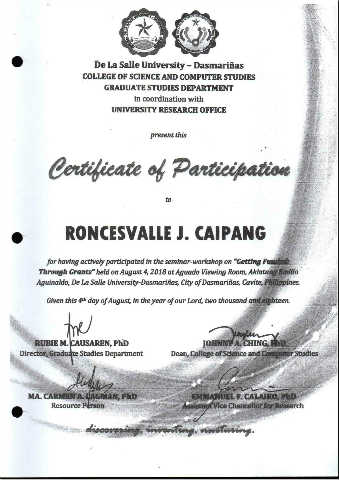 De La Salle University – Dasmariñas
COLLEGE OF SCIENCE AND COMPUTER STUDIES
GRADUATE STUDIES DEPARTMENT
in coordination with
UNIVERSITY RESEARCH OFFICE
present this
Certificate of Participation
to
RONCESVALLE J. CAIPANG
for having actively participated in the seminar-workshop on "Getting Funded
Through Grants" held on August 4, 2018 at Aguado Viewing Room, Aklatang Emilio
Aguinaldo, De La Salle University-Dasmariñas, City of Dasmariñas, Cavite, Philippines.
Given this 4th day of August, in the year of our Lord, two thousand and eighteen.
RUBIE M. CAUSAREN, PhD
Director, Graduate Studies Department
JOHNNY A. CHING, PhD
Dean, College of Science and Computer Studies
MA. CARMEN A. LAGMAN, PhD
Resource Person
EMMANUEL F. CALAIRO, PhD
Assistant Vice Chancellor for Research
discovering, inventing, nurturing.